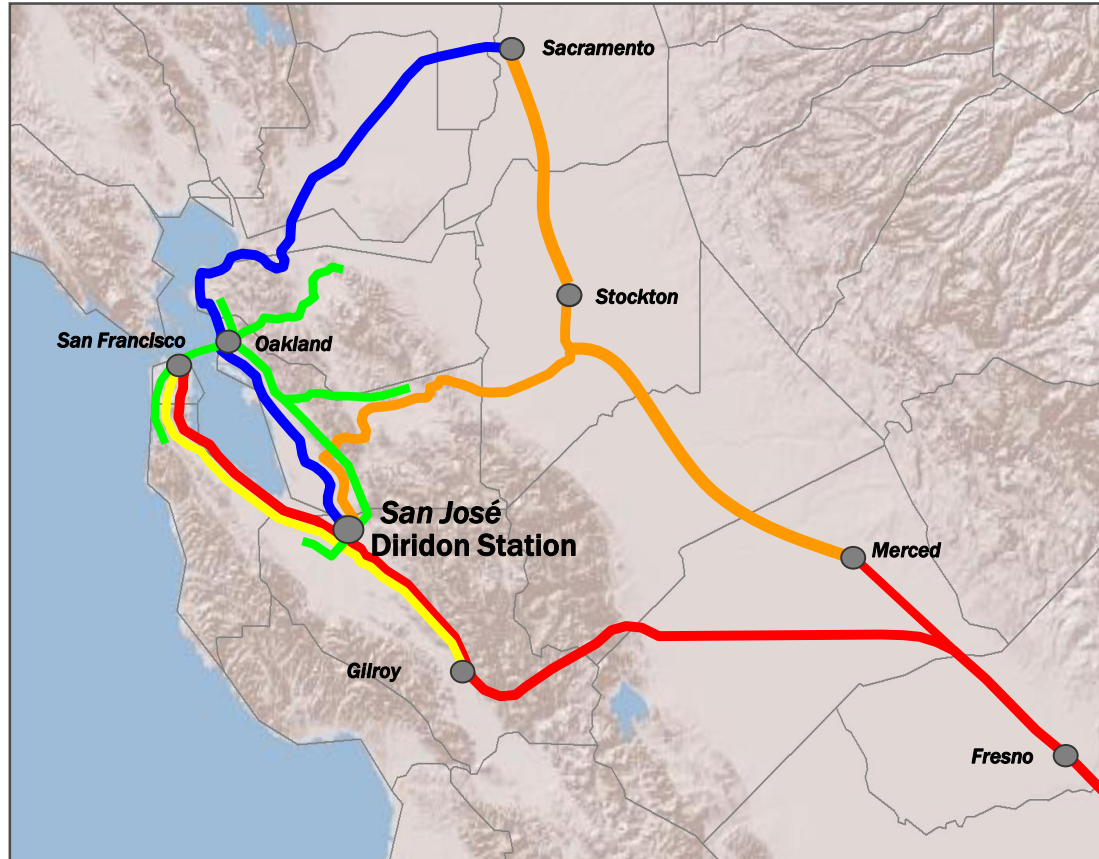 Sacramento
Stockton
San Francisco
Oakland
San José
Diridon Station
Merced
Gilroy
Fresno